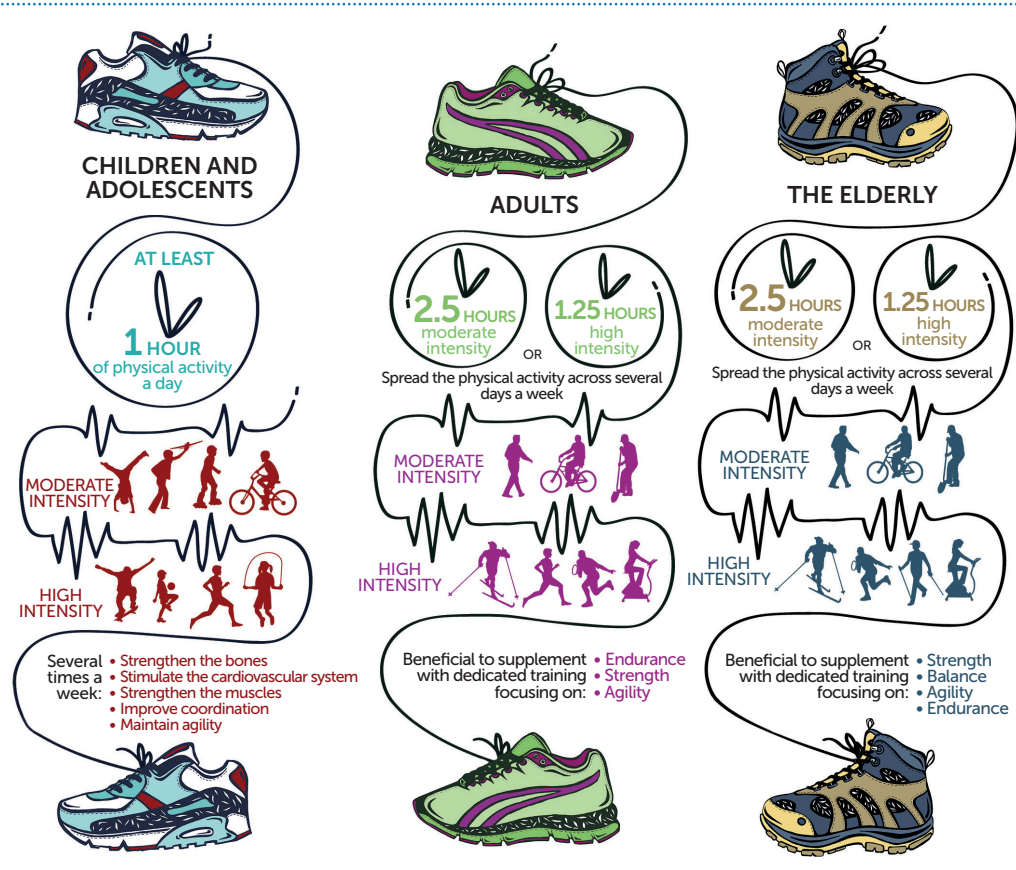 CHILDREN AND
ADOLESCENTS
AT LEAST
1 HOUR
of physical activity
a day
MODERATE
INTENSITY
HIGH
INTENSITY
Several
times a
week:
• Strengthen the bones
• Stimulate the cardiovascular system
• Strengthen the muscles
• Improve coordination
• Maintain agility
ADULTS
2.5 HOURS
moderate
intensity
OR
1.25 HOURS
high
intensity
Spread the physical activity across several
days a week
MODERATE
INTENSITY
HIGH
INTENSITY
Beneficial to supplement
with dedicated training
focusing on:
• Endurance
• Strength
• Agility
THE ELDERLY
2.5 HOURS
moderate
intensity
OR
1.25 HOURS
high
intensity
Spread the physical activity across several
days a week
MODERATE
INTENSITY
HIGH
INTENSITY
Beneficial to supplement
with dedicated training
focusing on:
• Strength
• Balance
• Agility
• Endurance